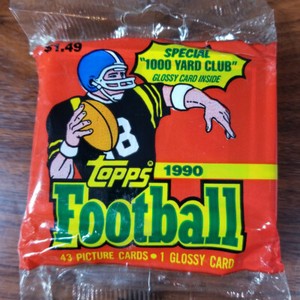 $1.49
SPECIAL
"1000 YARD CLUB"
GLOSSY CARD INSIDE
8
TOPPS 1990
Football
43 PICTURE CARDS • 1 GLOSSY CARD